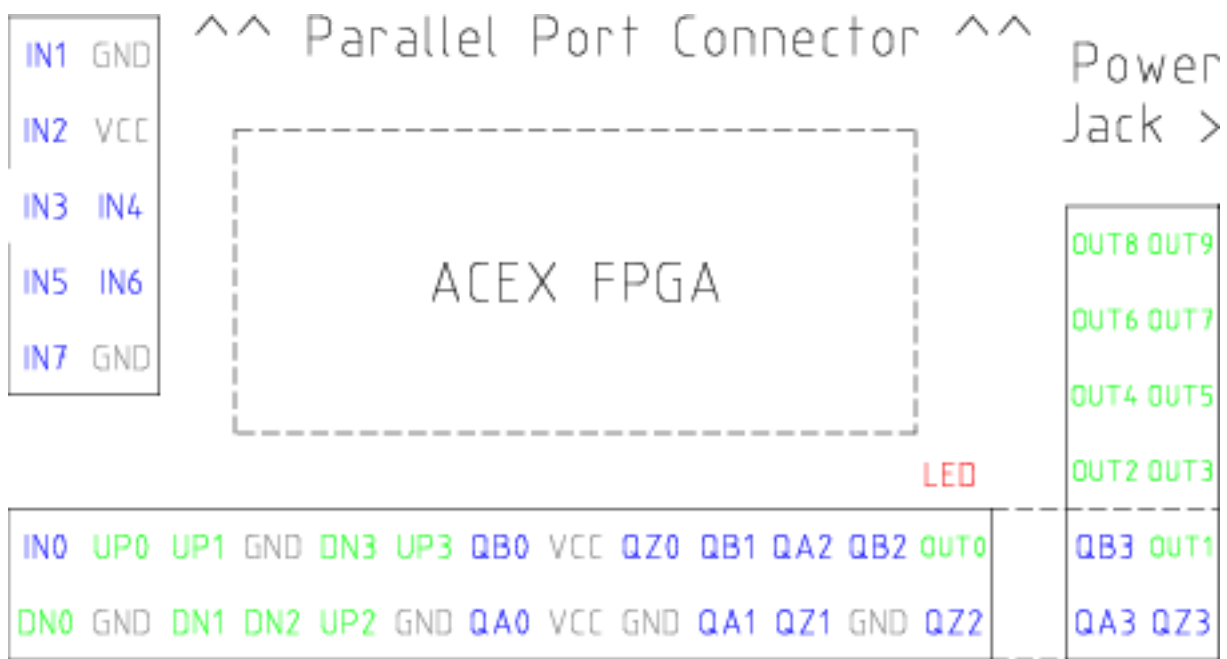 ^^ Parallel Port Connector ^^
Power
Jack >
IN1 GND
IN2 VCC
IN3 IN4
IN5 IN6
IN7 GND
ACEX FPGA
OUT8 OUT9
OUT6 OUT7
OUT4 OUT5
OUT2 OUT3
LED
IN0 UP0 UP1 GND DN3 UP3 QB0 VCC QZ0 QB1 QA2 QB2 OUT0
DN0 GND DN1 DN2 UP2 GND QA0 VCC GND QA1 QZ1 GND QZ2
QB3 OUT1
QA3 QZ3